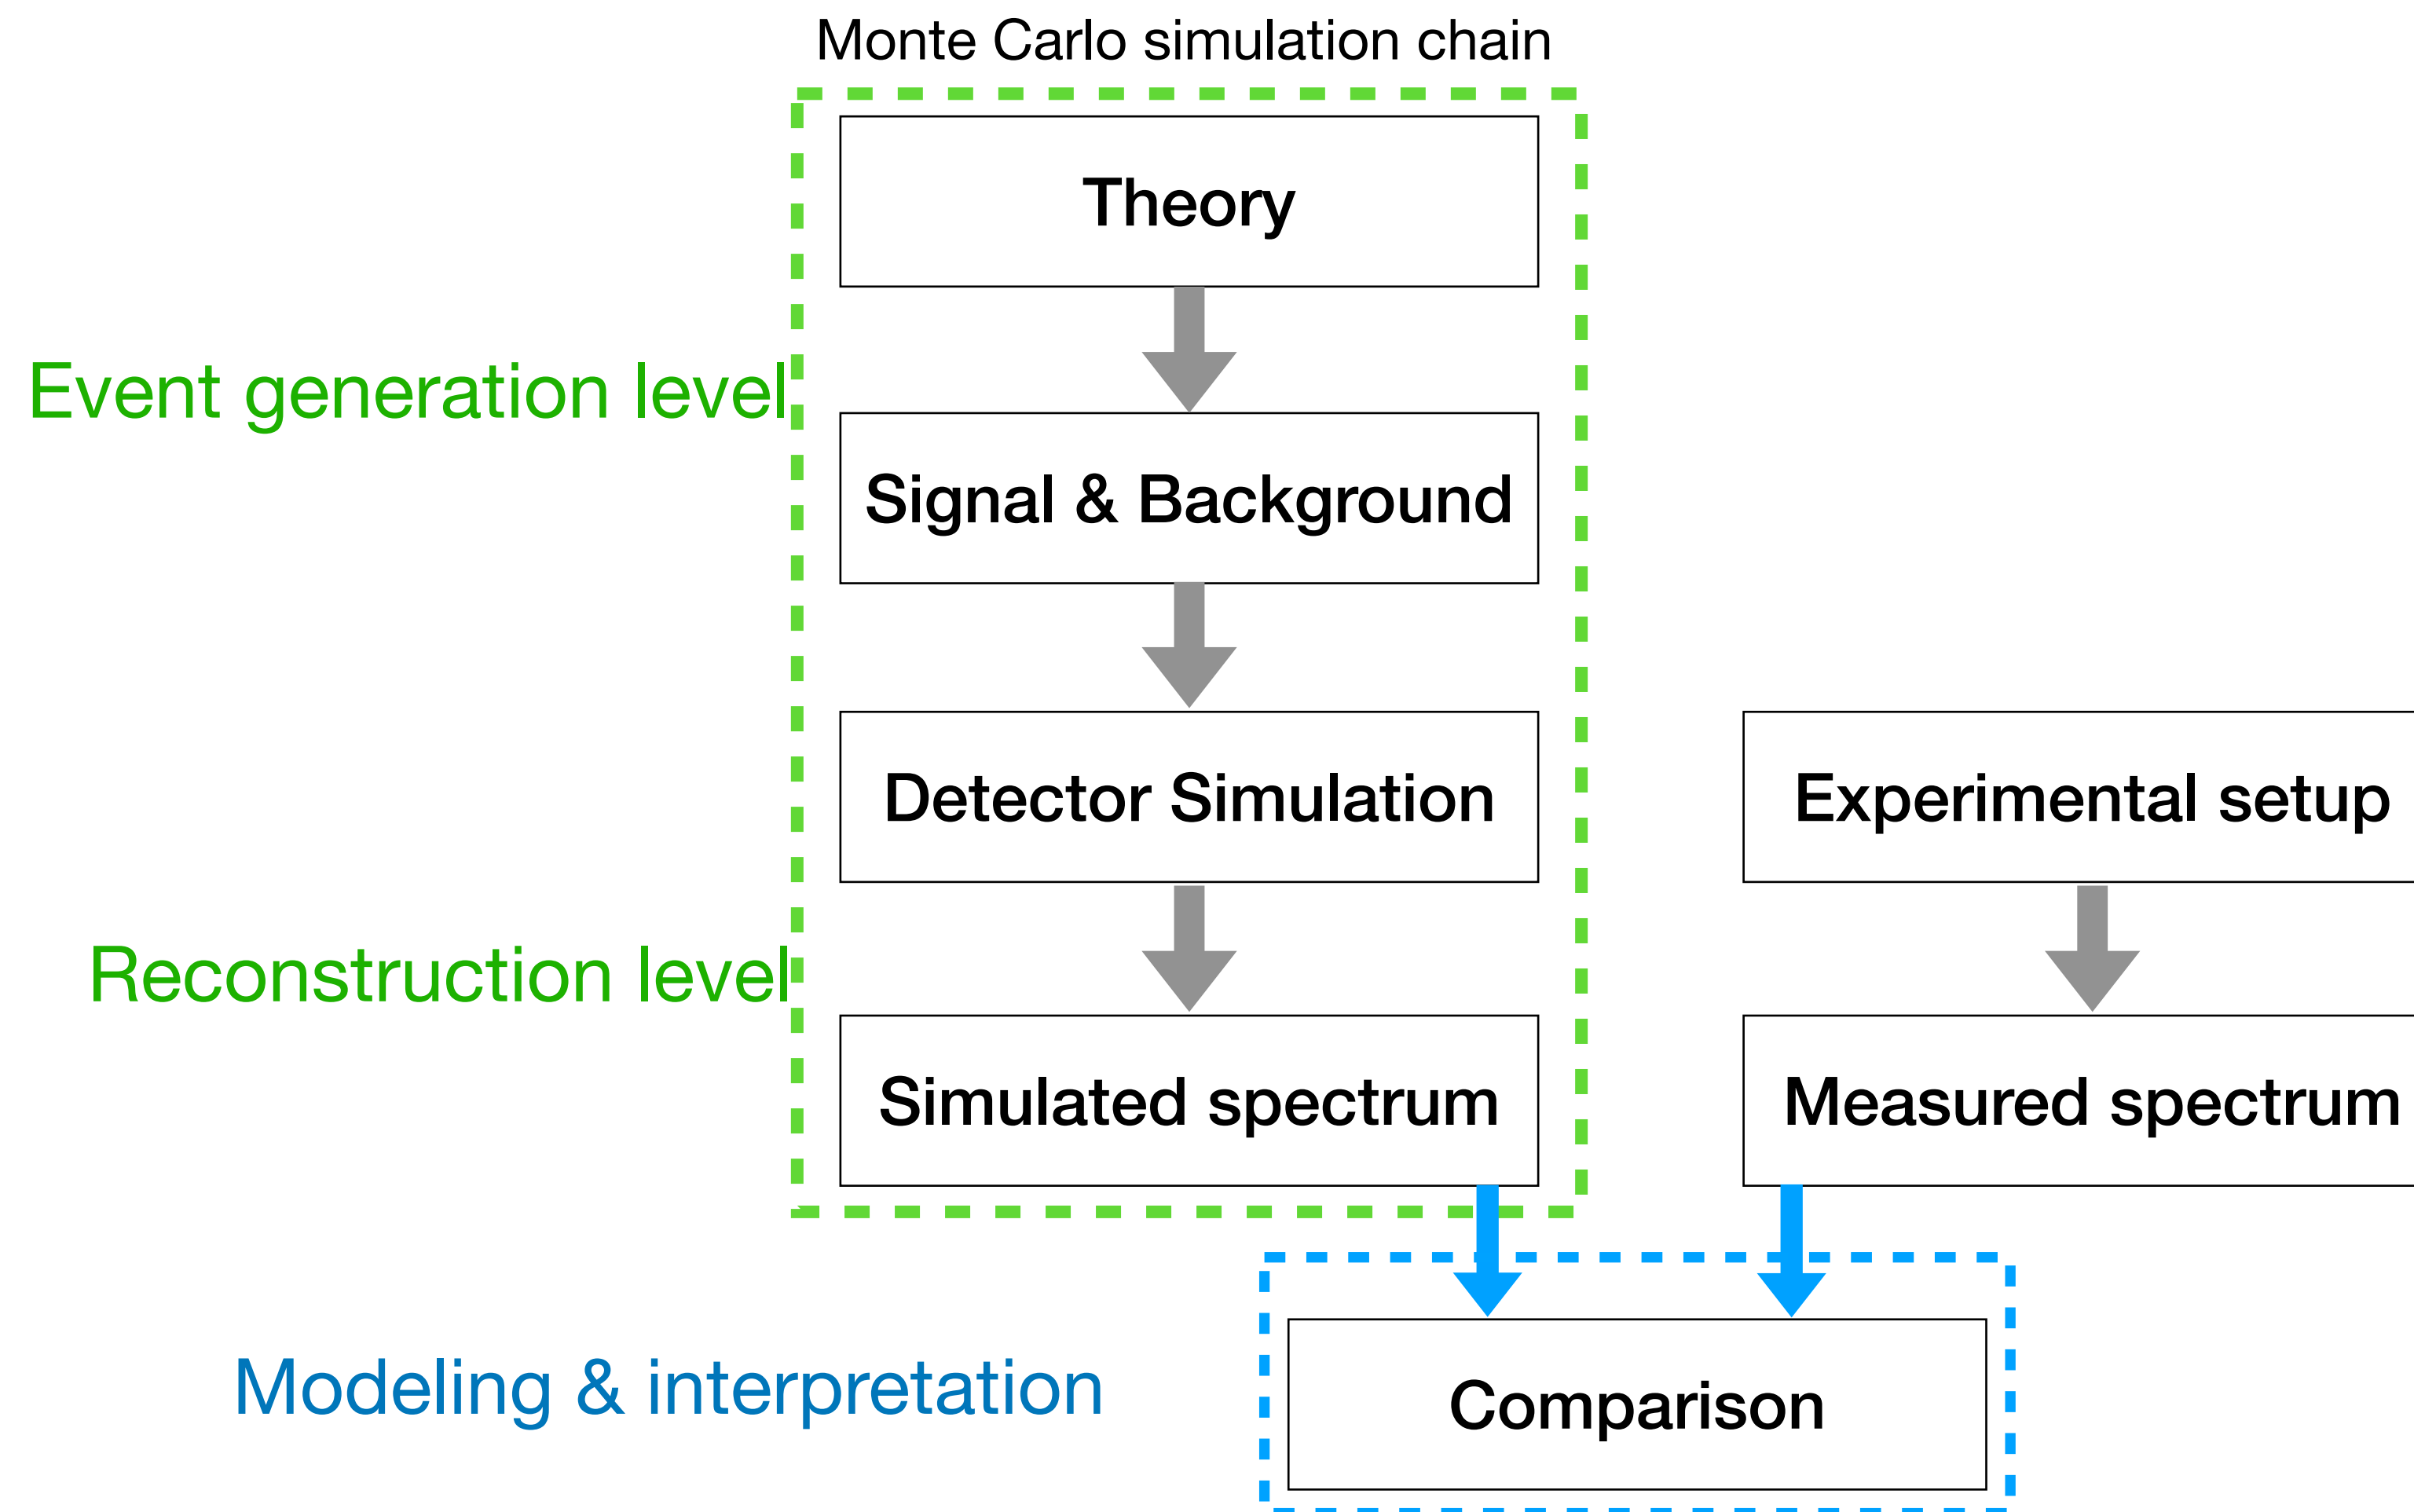 Monte Carlo simulation chain
Theory
Event generation level
Signal & Background
Detector Simulation
Experimental setup
Reconstruction level
Simulated spectrum
Measured spectrum
Modeling & interpretation
Comparison